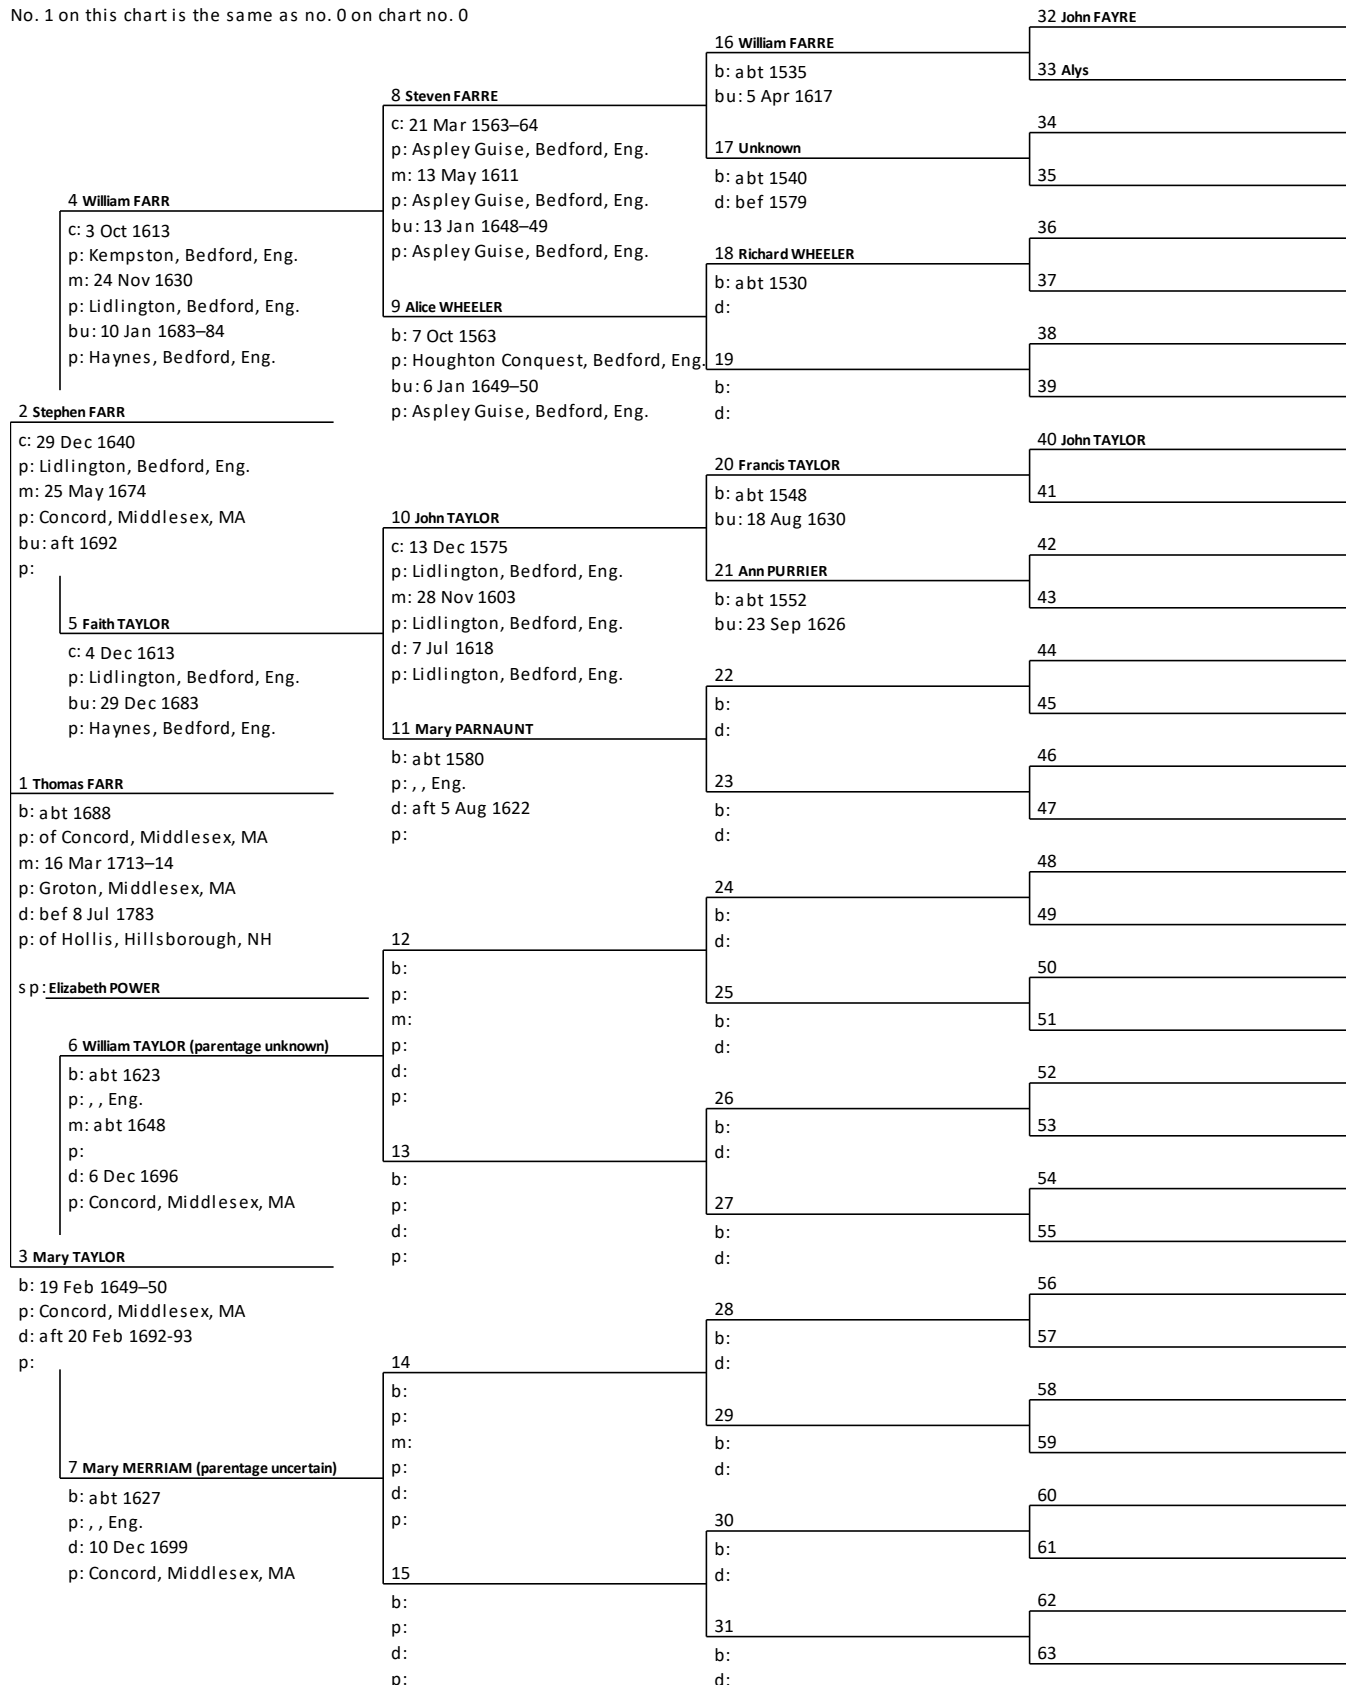 No. 1 on this chart is the same as no. 0 on chart no. 0
4 William FARR
c: 3 Oct 1613
p: Kempston, Bedford, Eng.
m: 24 Nov 1630
p: Lidlington, Bedford, Eng.
bu: 10 Jan 1683–84
p: Haynes, Bedford, Eng.
2 Stephen FARR
c: 29 Dec 1640
p: Lidlington, Bedford, Eng.
m: 25 May 1674
p: Concord, Middlesex, MA
bu: aft 1692
p:
5 Faith TAYLOR
c: 4 Dec 1613
p: Lidlington, Bedford, Eng.
bu: 29 Dec 1683
p: Haynes, Bedford, Eng.
1 Thomas FARR
b: abt 1688
p: of Concord, Middlesex, MA
m: 16 Mar 1713–14
p: Groton, Middlesex, MA
d: bef 8 Jul 1783
p: of Hollis, Hillsborough, NH
sp: Elizabeth POWER
6 William TAYLOR (parentage unknown)
b: abt 1623
p: , , Eng.
m: abt 1648
p:
d: 6 Dec 1696
p: Concord, Middlesex, MA
3 Mary TAYLOR
b: 19 Feb 1649–50
p: Concord, Middlesex, MA
d: aft 20 Feb 1692-93
p:
7 Mary MERRIAM (parentage uncertain)
b: abt 1627
p: , , Eng.
d: 10 Dec 1699
p: Concord, Middlesex, MA
8 Steven FARRE
c: 21 Mar 1563–64
p: Aspley Guise, Bedford, Eng.
m: 13 May 1611
p: Aspley Guise, Bedford, Eng.
bu: 13 Jan 1648–49
p: Aspley Guise, Bedford, Eng.
9 Alice WHEELER
b: 7 Oct 1563
p: Houghton Conquest, Bedford, Eng.
bu: 6 Jan 1649–50
p: Aspley Guise, Bedford, Eng.
10 John TAYLOR
c: 13 Dec 1575
p: Lidlington, Bedford, Eng.
m: 28 Nov 1603
p: Lidlington, Bedford, Eng.
d: 7 Jul 1618
p: Lidlington, Bedford, Eng.
11 Mary PARNAUNT
b: abt 1580
p: , , Eng.
d: aft 5 Aug 1622
p:
12
b:
p:
m:
p:
d:
p:
13
b:
p:
d:
p:
14
b:
p:
m:
p:
d:
p:
15
b:
p:
d:
p:
16 William FARRE
b: abt 1535
bu: 5 Apr 1617
17 Unknown
b: abt 1540
d: bef 1579
18 Richard WHEELER
b: abt 1530
d:
19
b:
d:
20 Francis TAYLOR
b: abt 1548
bu: 18 Aug 1630
21 Ann PURRIER
b: abt 1552
bu: 23 Sep 1626
22
b:
d:
23
b:
d:
24
b:
d:
25
b:
d:
26
b:
d:
27
b:
d:
28
b:
d:
29
b:
d:
30
b:
d:
31
b:
d:
32 John FAYRE
33 Alys
34
35
36
37
38
39
40 John TAYLOR
41
42
43
44
45
46
47
48
49
50
51
52
53
54
55
56
57
58
59
60
61
62
63